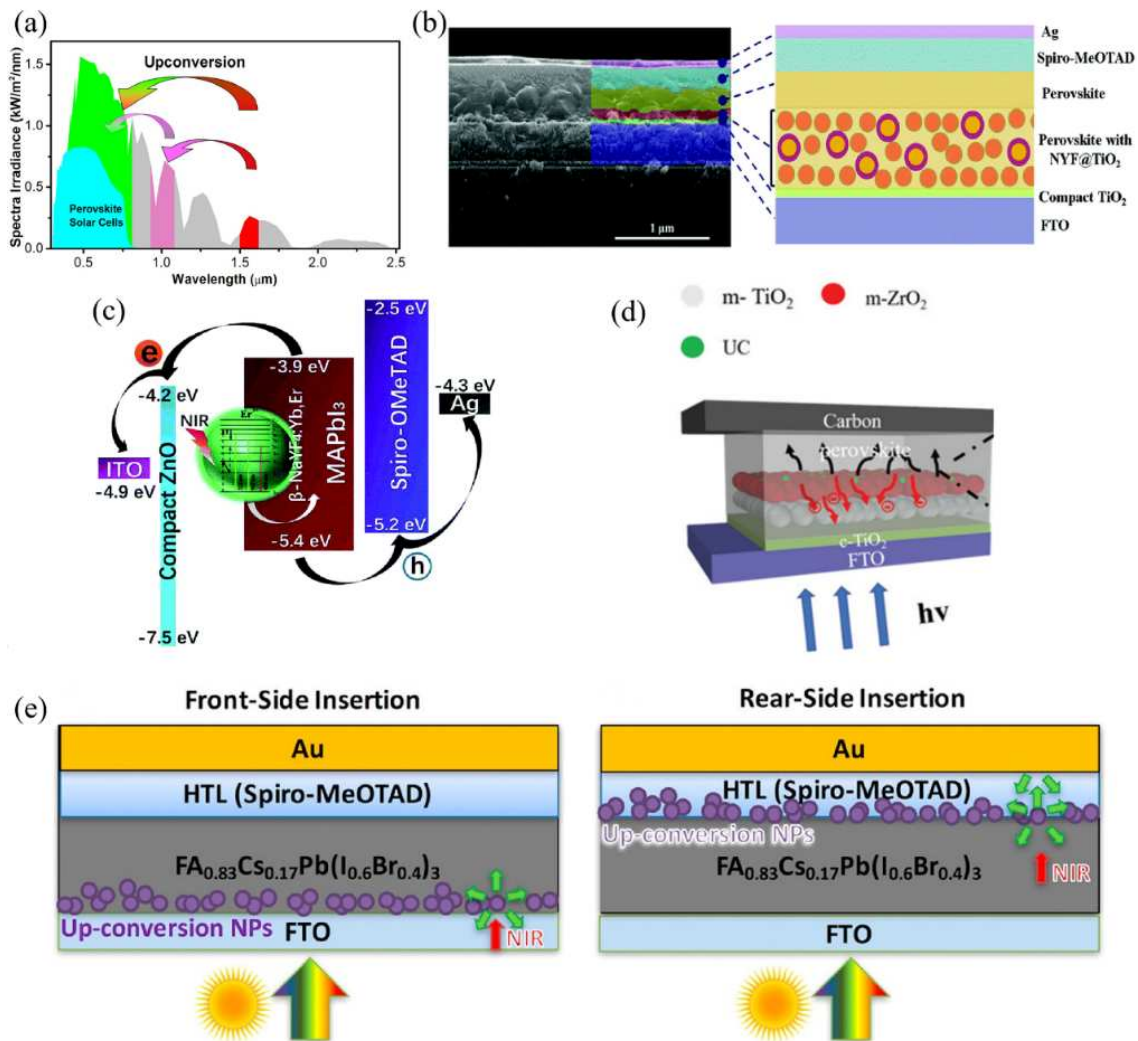 (a)
Upconversion
Perovskite
Solar Cells
Spectra Irradiance (kW/m²/nm)
1.5
1.0
0.5
0.0
0.5 1.0 1.5 2.0 2.5
Wavelength (μm)
(b)
1 μm
Ag
Spiro-MeOTAD
Perovskite
Perovskite with
NYF@TiO₂
Compact TiO₂
FTO
(c)
e
-4.2 eV
NIR
ITO
-4.9 eV
Compact ZnO
-7.5 eV
-3.9 eV
β-NaYF4:Yb,Er
MAPbI₃
-5.4 eV
-2.5 eV
Spiro-OMeTAD
-5.2 eV
-4.3 eV
Ag
h
(d)
m- TiO₂
m-ZrO₂
UC
Carbon
perovskite
c-TiO₂
FTO
hν
(e)
Front-Side Insertion
Au
HTL (Spiro-MeOTAD)
FA₀.₈₃Cs₀.₁₇Pb(I₀.₆Br₀.₄)₃
Up-conversion NPs
FTO
NIR
Rear-Side Insertion
Au
HTL (Spiro-MeOTAD)
Up-conversion NPs
FA₀.₈₃Cs₀.₁₇Pb(I₀.₆Br₀.₄)₃
NIR
FTO